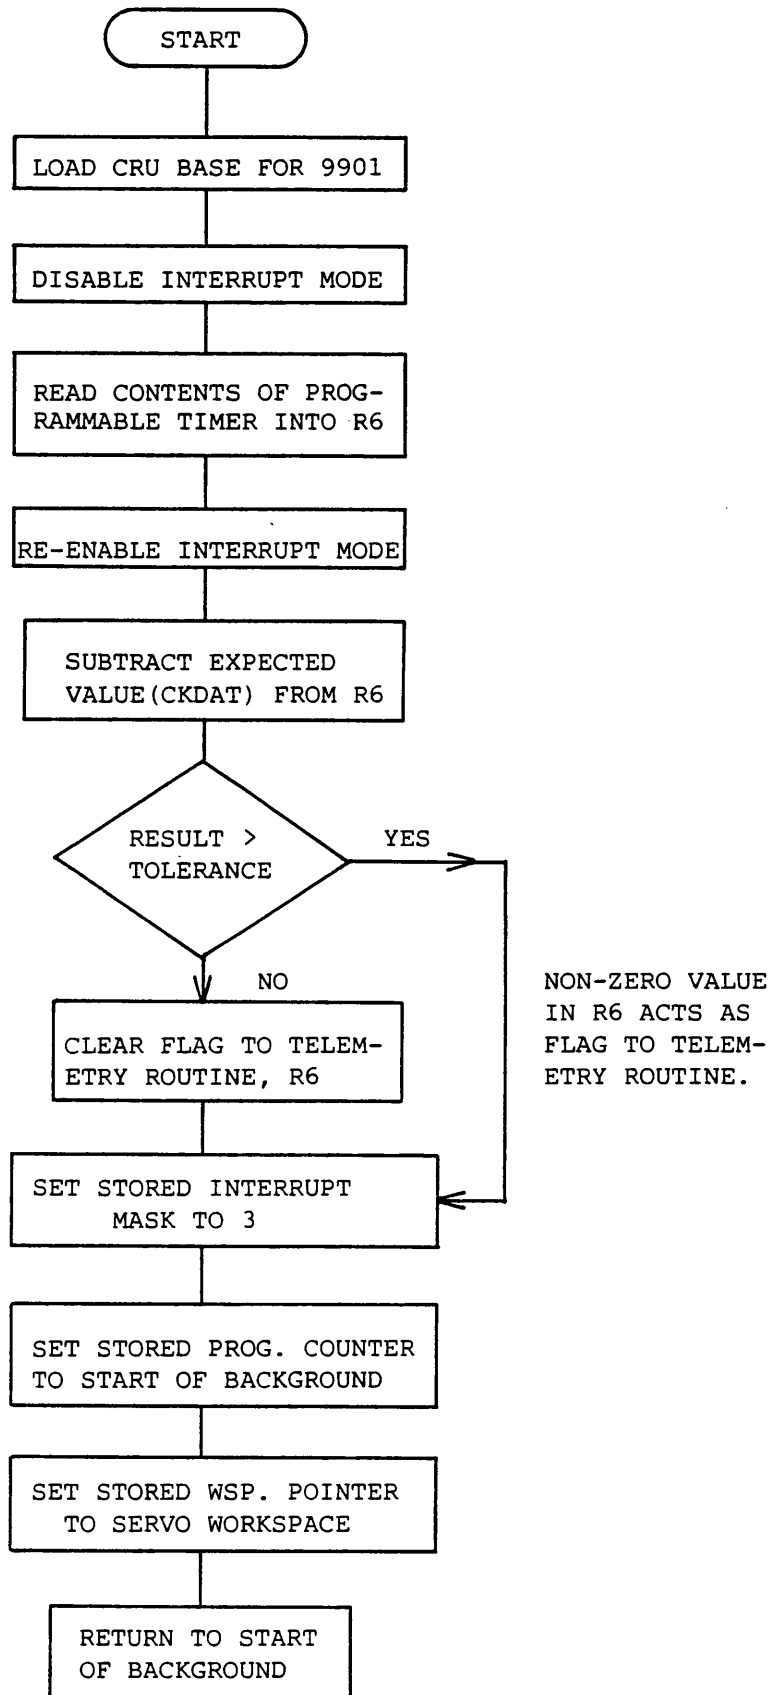 START
LOAD CRU BASE FOR 9901
DISABLE INTERRUPT MODE
READ CONTENTS OF PROG-
RAMMABLE TIMER INTO R6
RE-ENABLE INTERRUPT MODE
SUBTRACT EXPECTED
VALUE(CKDAT) FROM R6
RESULT >
TOLERANCE
YES
NO
NON-ZERO VALUE
IN R6 ACTS AS
FLAG TO TELEM-
ETRY ROUTINE.
CLEAR FLAG TO TELEM-
ETRY ROUTINE, R6
SET STORED INTERRUPT
MASK TO 3
SET STORED PROG. COUNTER
TO START OF BACKGROUND
SET STORED WSP. POINTER
TO SERVO WORKSPACE
RETURN TO START
OF BACKGROUND